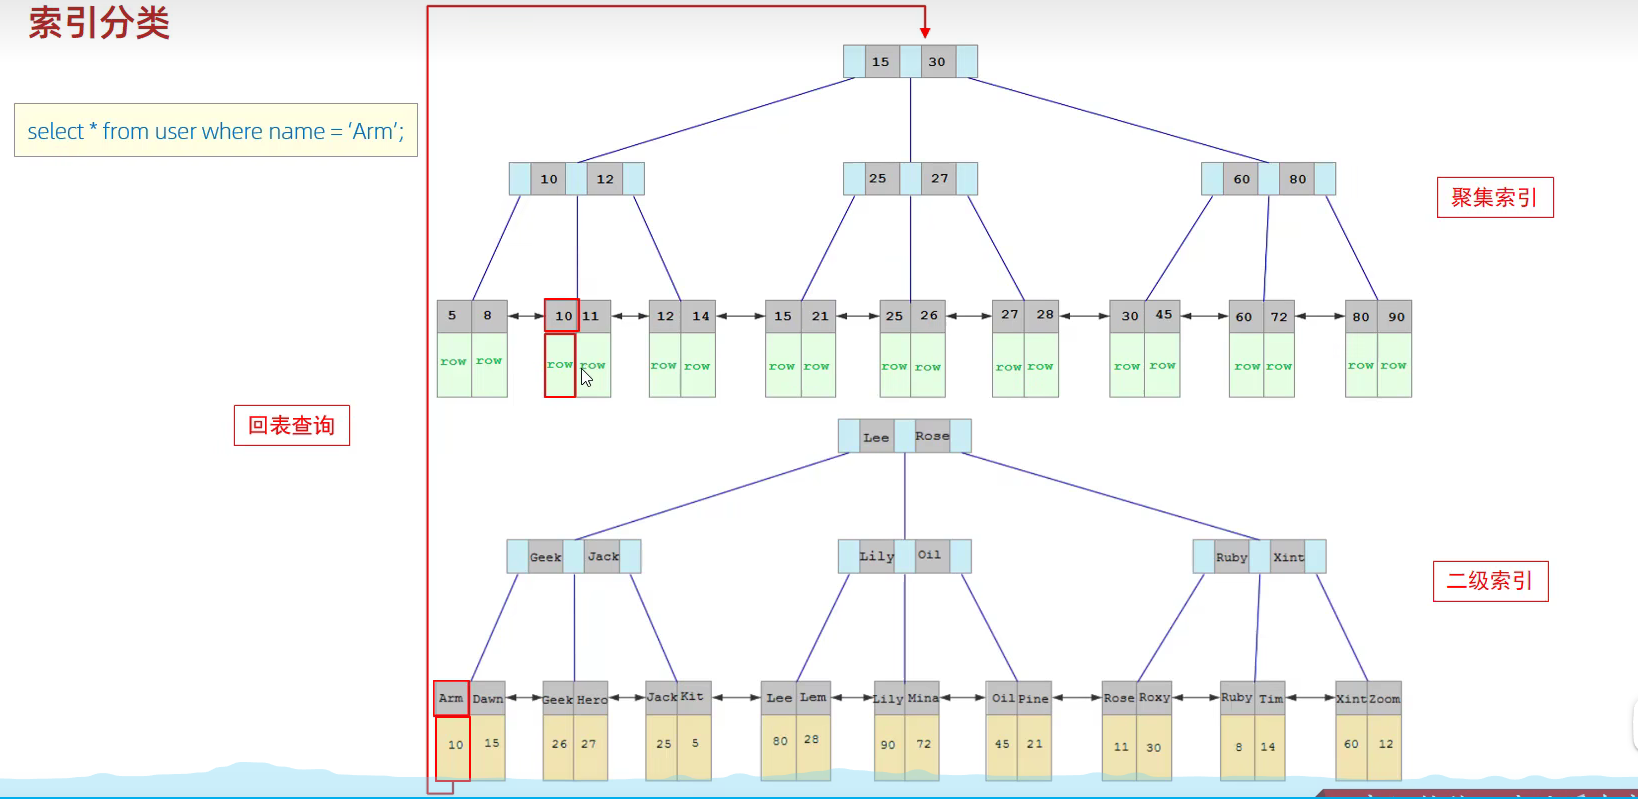 索引分类
select * from user where name = ‘Arm’;
15 30
10 12 25 27 60 80
聚集索引
5 8 10 11 12 14 15 21 25 26 27 28 30 45 60 72 80 90
row row row row row row row row row row row row row row row row row row
回表查询
Lee Rose
Geek Jack Lily Oil Ruby Xint
二级索引
Arm Dawn Geek Hero Jack Kit Lee Lem Lily Mina Oil Pine Rose Roxy Ruby Tim Xint Zoom
10 15 26 27 25 5 80 28 90 72 45 21 11 30 8 14 60 12